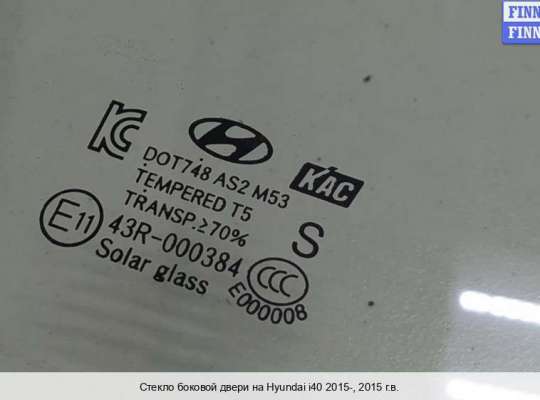 FINN
FINN
KC
DOT748 AS2 M53
KAC
TEMPERED T5
TRANSP.≥70%
S
E11
43R-000384
CCC
E000008
Solar glass
Стекло боковой двери на Hyundai i40 2015-, 2015 г.в.